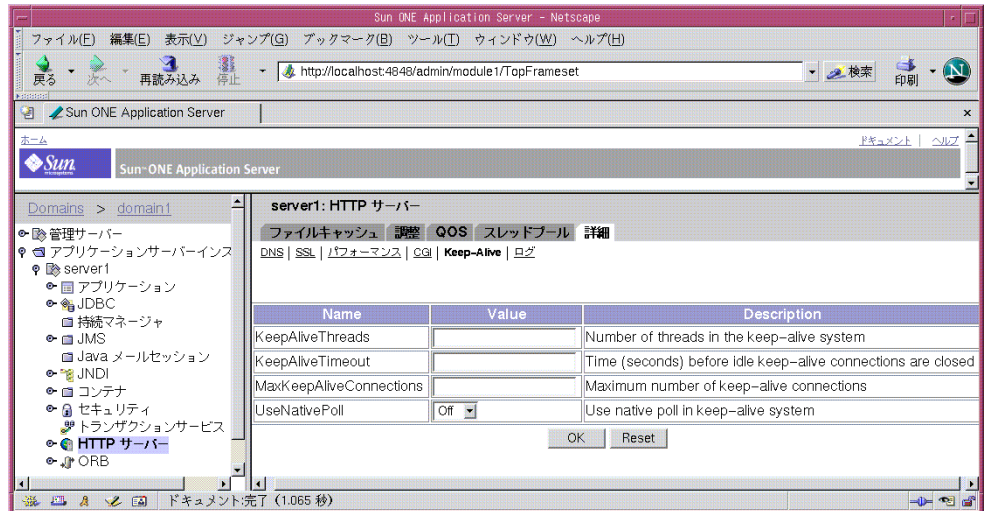 Sun ONE Application Server - Netscape
ファイル(F) 編集(E) 表示(V) ジャンプ(G) ブックマーク(B) ツール(T) ウィンドウ(W) ヘルプ(H)
戻る 次へ 再読み込み 停止 http://localhost:4848/admin/module1/TopFrameset 検索 印刷 N
Sun ONE Application Server x
ホーム ドキュメント | ヘルプ
Sun microsystems Sun ONE Application Server
Domains > domain1
管理サーバー
アプリケーションサーバーインス
server1
アプリケーション
JDBC
持続マネージャ
JMS
Java メールセッション
JNDI
コンテナ
セキュリティ
トランザクションサービス
HTTP サーバー
ORB
server1: HTTP サーバー
ファイルキャッシュ 調整 QOS スレッドプール 詳細
DNS | SSL | パフォーマンス | CGI | Keep-Alive | ログ
Name Value Description
KeepAliveThreads Number of threads in the keep-alive system
KeepAliveTimeout Time (seconds) before idle keep-alive connections are closed
MaxKeepAliveConnections Maximum number of keep-alive connections
UseNativePoll Off Use native poll in keep-alive system
OK Reset
ドキュメント:完了 (1.065 秒)